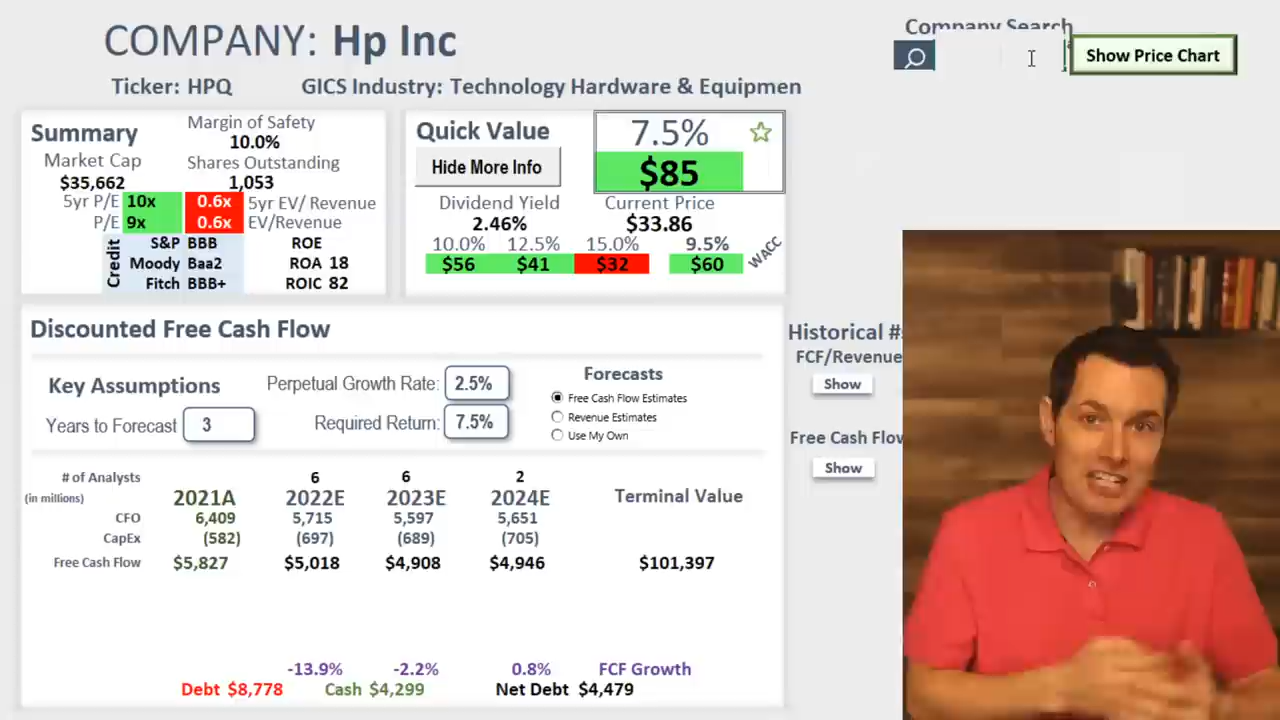 COMPANY: Hp Inc
Company Search
Show Price Chart
Ticker: HPQ GICS Industry: Technology Hardware & Equipmen
Summary
Margin of Safety
10.0%
Market Cap Shares Outstanding
$35,662 1,053
5yr P/E 10x 0.6x 5yr EV/ Revenue
P/E 9x 0.6x EV/Revenue
Credit
S&P BBB ROE
Moody Baa2 ROA 18
Fitch BBB+ ROIC 82
Quick Value 7.5%
Hide More Info $85
Dividend Yield Current Price
2.46% $33.86
10.0% 12.5% 15.0% 9.5%
$56 $41 $32 $60 WACC
Discounted Free Cash Flow
Key Assumptions
Years to Forecast 3
Perpetual Growth Rate: 2.5%
Required Return: 7.5%
Forecasts
Free Cash Flow Estimates
Revenue Estimates
Use My Own
Historical #
FCF/Revenue
Show
Free Cash Flow
Show
# of Analysts 6 6 2
(in millions) 2021A 2022E 2023E 2024E Terminal Value
CFO 6,409 5,715 5,597 5,651
CapEx (582) (697) (689) (705)
Free Cash Flow $5,827 $5,018 $4,908 $4,946 $101,397
-13.9% -2.2% 0.8% FCF Growth
Debt $8,778 Cash $4,299 Net Debt $4,479